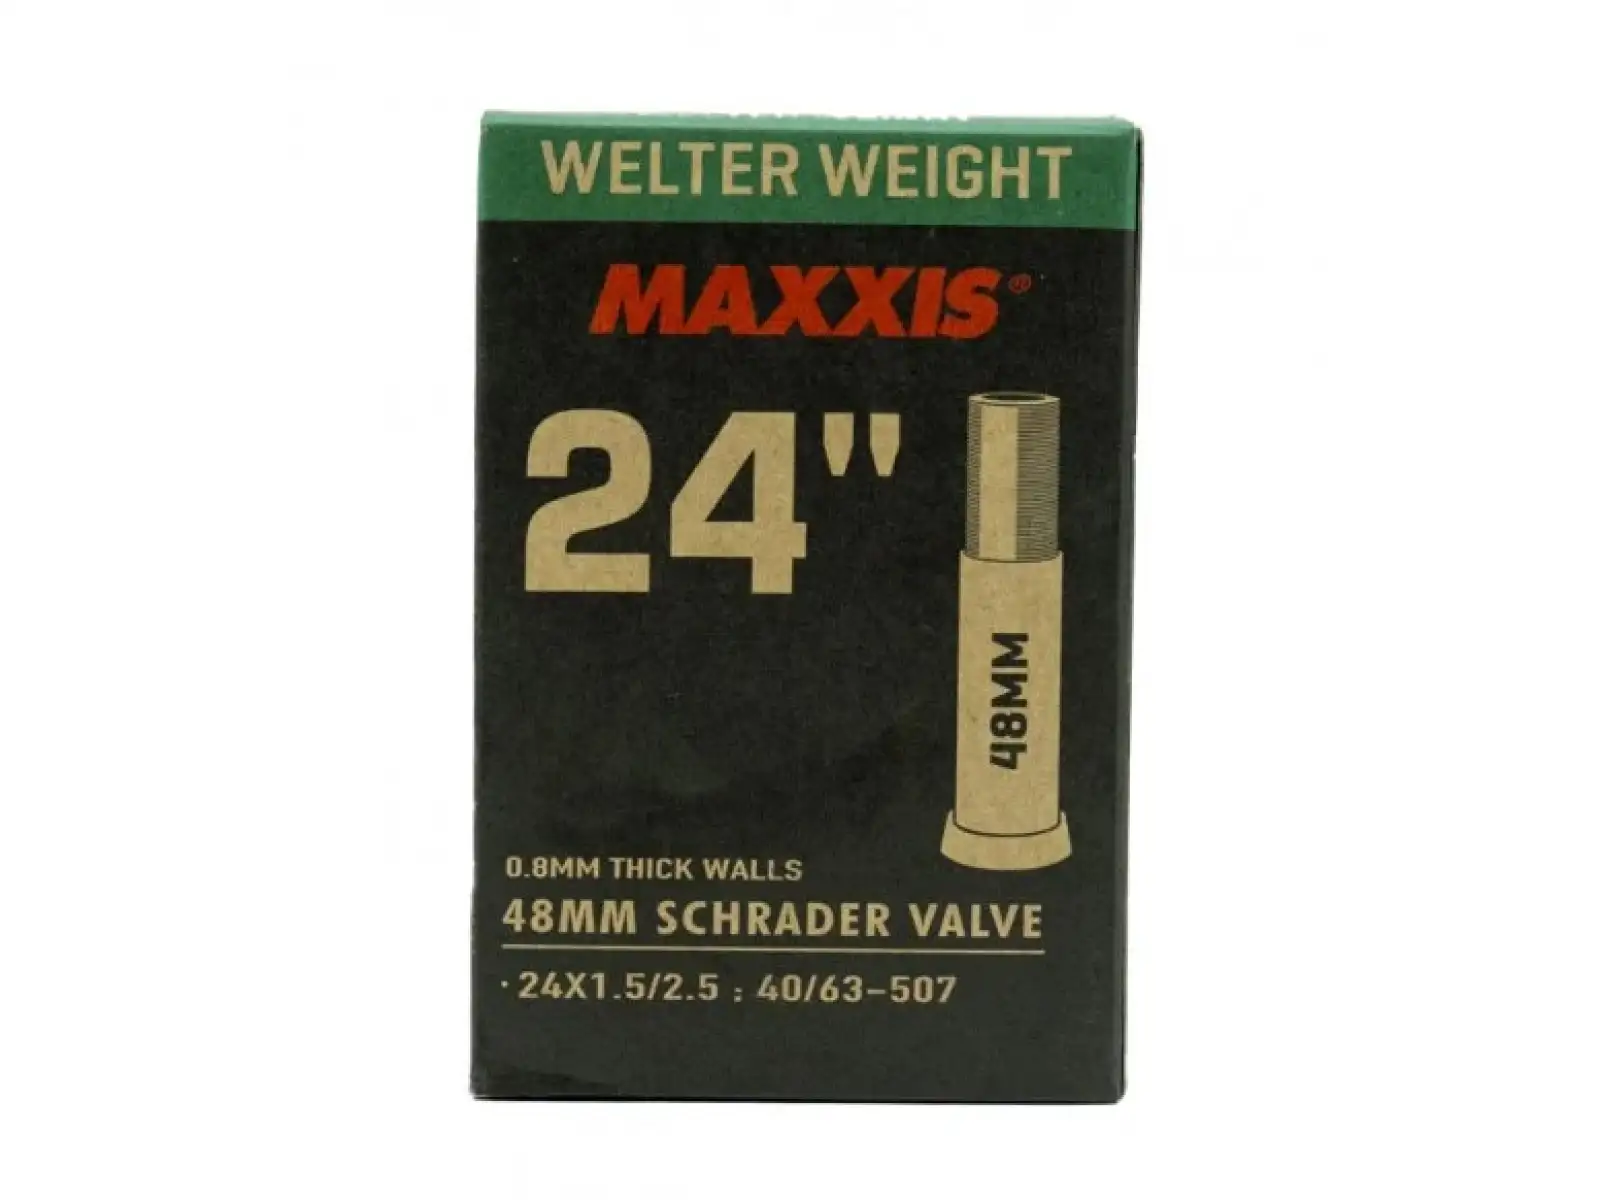 WELTER WEIGHT
MAXXIS®
24"
48MM
0.8MM THICK WALLS
48MM SCHRADER VALVE
· 24X1.5/2.5 : 40/63-507